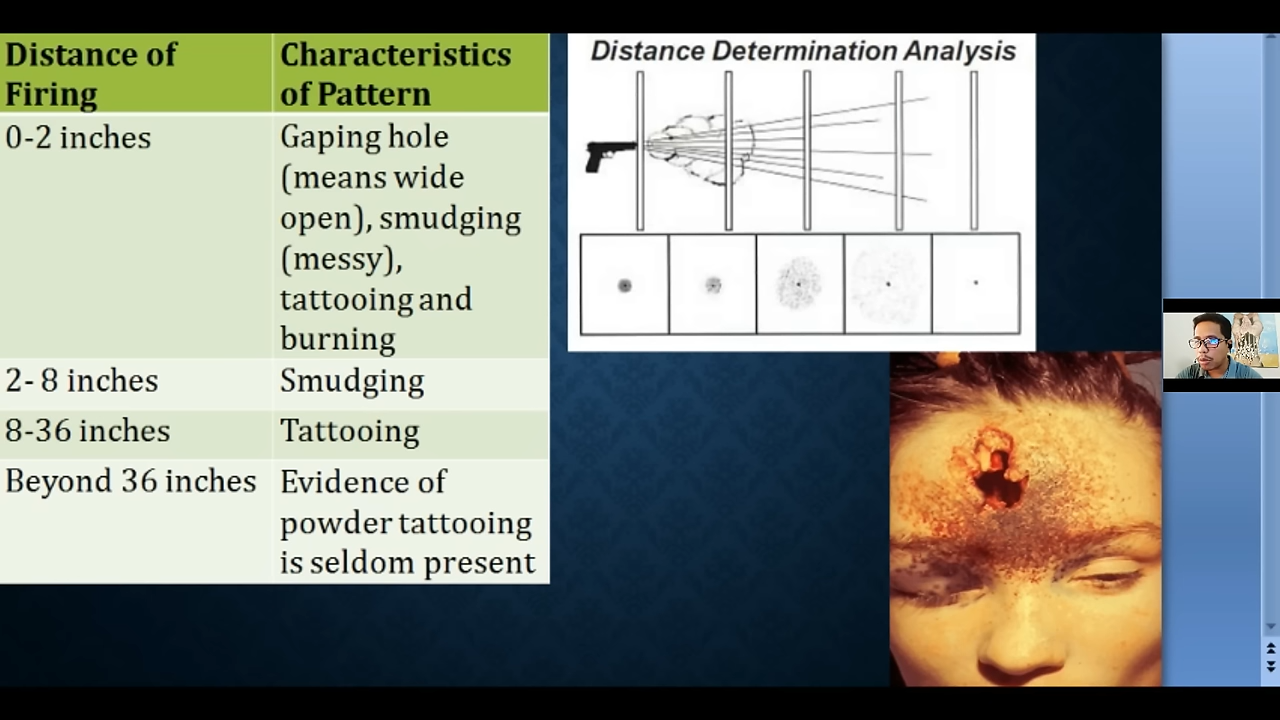 Distance of
Firing
Characteristics
of Pattern
0-2 inches
Gaping hole
(means wide
open), smudging
(messy),
tattooing and
burning
2- 8 inches
Smudging
8-36 inches
Tattooing
Beyond 36 inches
Evidence of
powder tattooing
is seldom present
Distance Determination Analysis